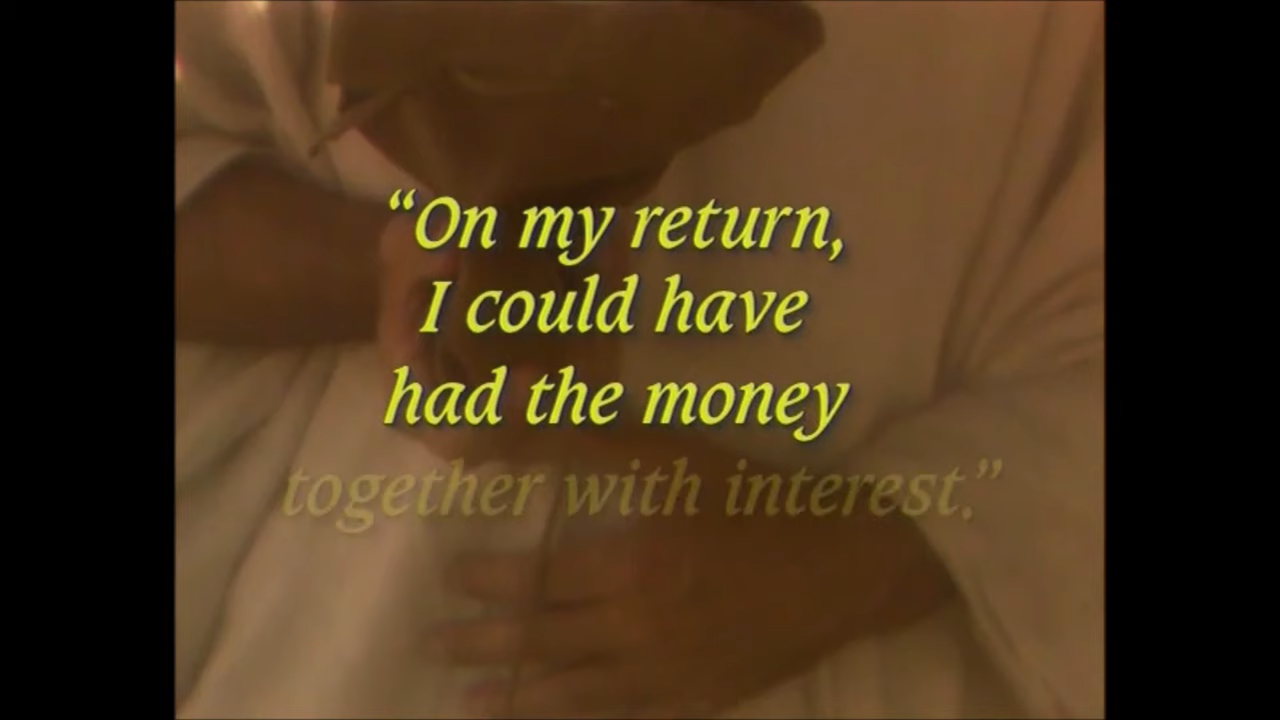 “On my return,
I could have
had the money
together with interest.”